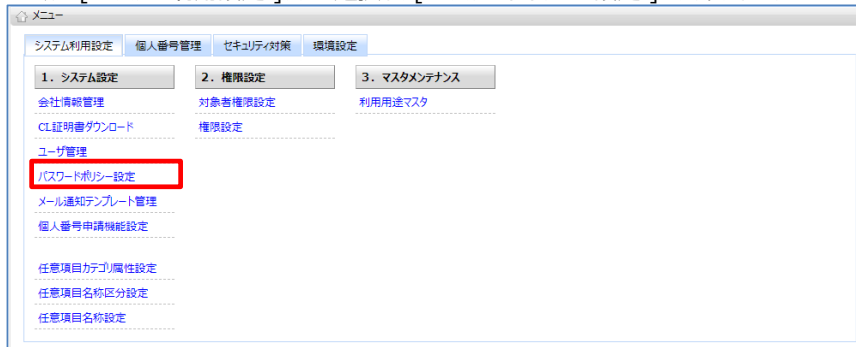 メニュー
システム利用設定 個人番号管理 セキュリティ対策 環境設定
1. システム設定 2. 権限設定 3. マスタメンテナンス
会社情報管理 対象者権限設定 利用用途マスタ
CL証明書ダウンロード 権限設定
ユーザ管理
パスワードポリシー設定
メール通知テンプレート管理
個人番号申請機能設定
任意項目カテゴリ属性設定
任意項目名称区分設定
任意項目名称設定